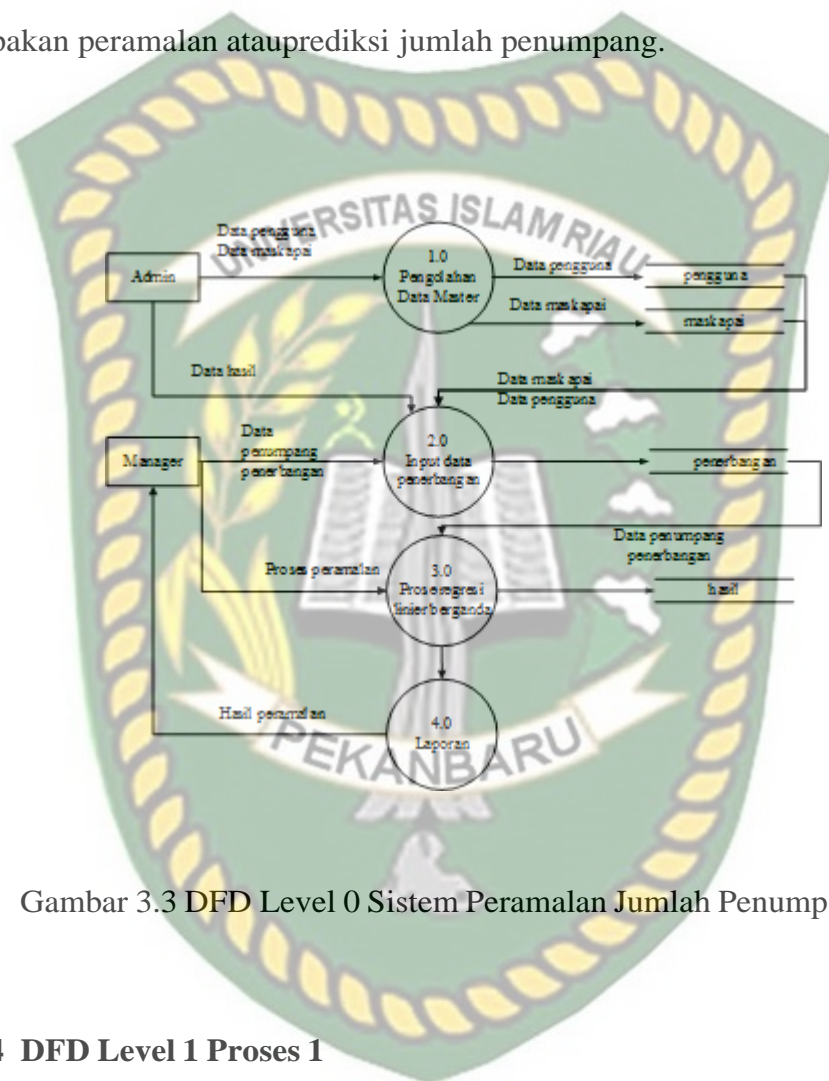 pakan peramalan atauprediksi jumlah penumpang.
UNIVERSITAS ISLAM RIAU
Data pengguna
Data maskapai
Admin
1.0
Pengolahan
Data Master
Data pengguna
pengguna
Data maskapai
maskapai
Data hasil
Data maskapai
Data pengguna
Manager
Data
penumpang
penerbangan
2.0
Input data
penerbangan
penerbangan
Data penumpang
penerbangan
Proses peramalan
3.0
Proses regresi
linier berganda
hasil
Hasil peramalan
4.0
Laporan
PEKANBARU
Gambar 3.3 DFD Level 0 Sistem Peramalan Jumlah Penump
DFD Level 1 Proses 1